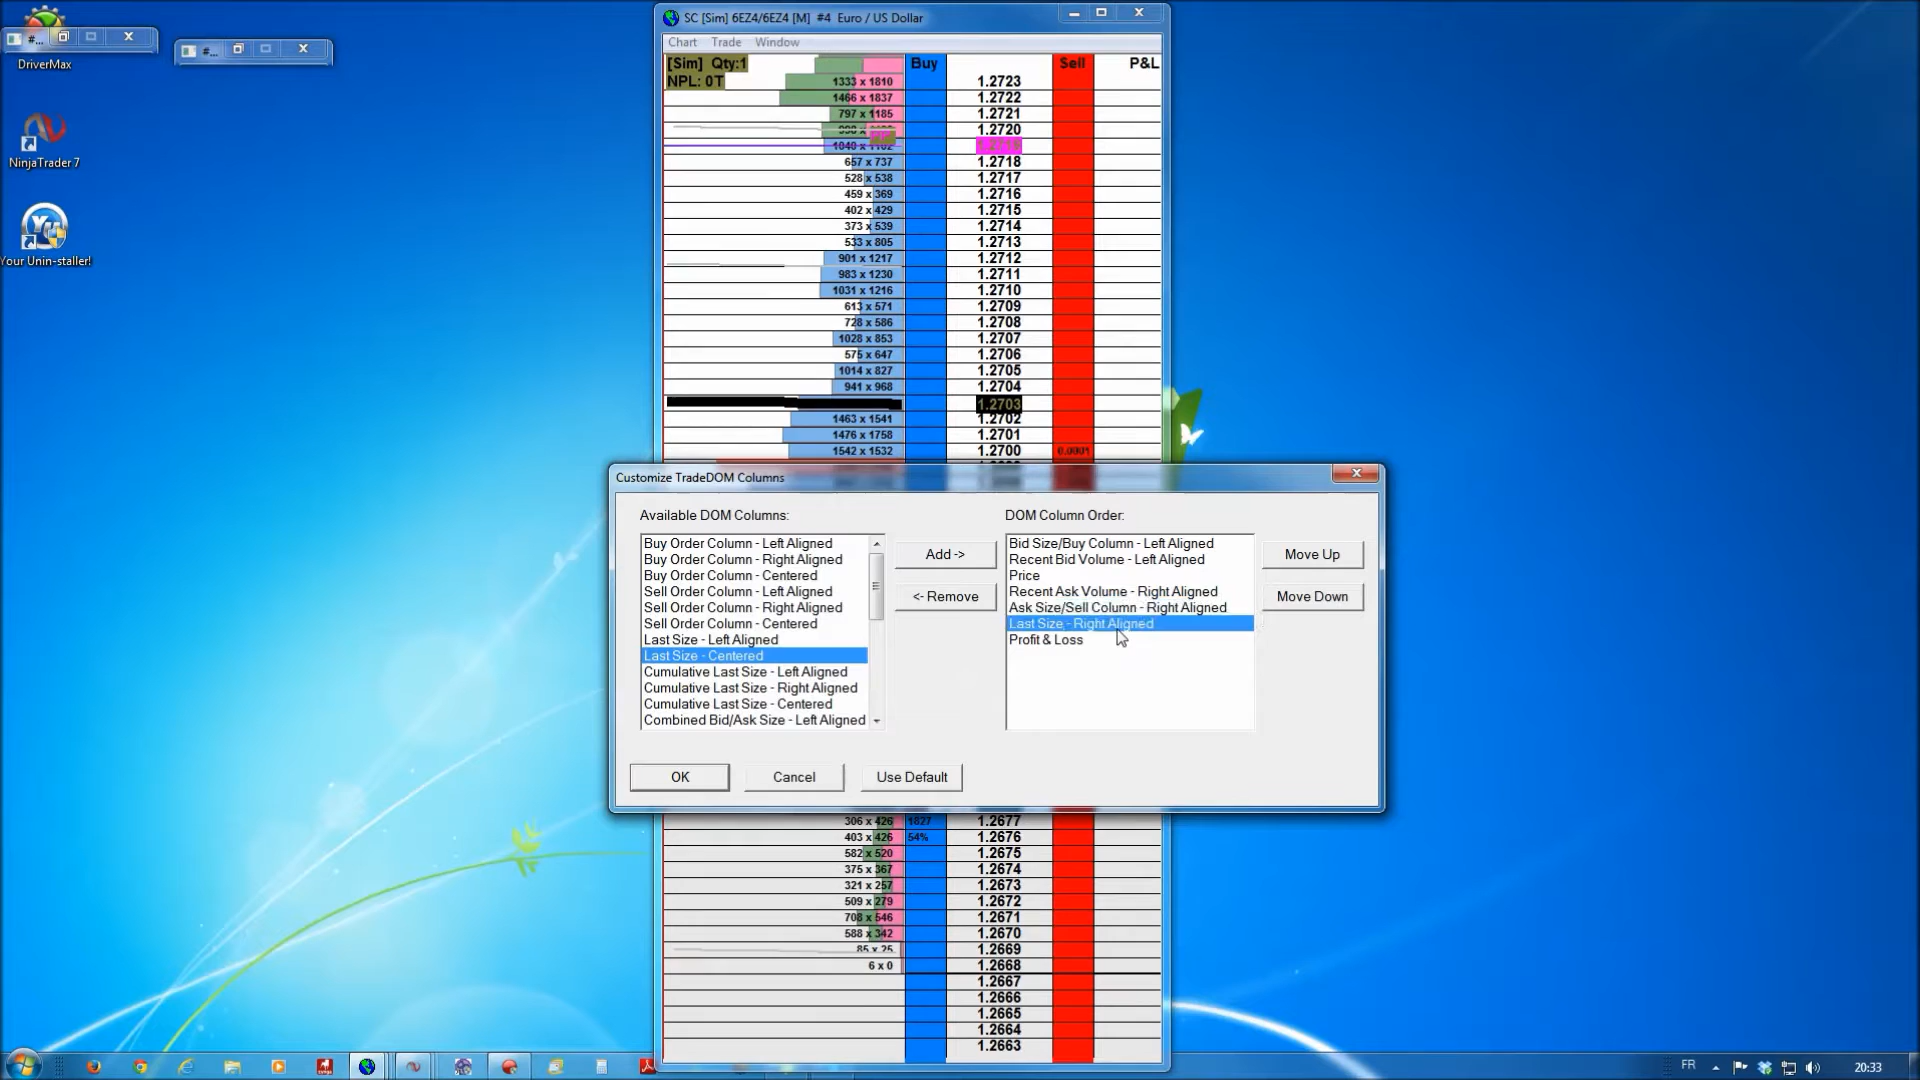 SC [Sim] 6EZ4/6EZ4 [M] #4 Euro / US Dollar
#...
#...
DriverMax
NinjaTrader 7
Your Unin-staller!
Chart Trade Window
[Sim] Qty:1 Buy Sell P&L
NPL: 0T 1333 x 1810 1.2723
1466 x 1837 1.2722
797 x 1185 1.2721
1.2720
657 x 737 1.2718
528 x 538 1.2717
459 x 369 1.2716
402 x 429 1.2715
373 x 539 1.2714
533 x 805 1.2713
901 x 1217 1.2712
983 x 1230 1.2711
1031 x 1216 1.2710
613 x 571 1.2709
728 x 586 1.2708
1028 x 853 1.2707
575 x 647 1.2706
1014 x 827 1.2705
941 x 968 1.2704
1.2703
1463 x 1541 1.2702
1476 x 1758 1.2701
1542 x 1532 1.2700 0.0001
Customize TradeDOM Columns
Available DOM Columns:
Buy Order Column - Left Aligned
Buy Order Column - Right Aligned
Buy Order Column - Centered
Sell Order Column - Left Aligned
Sell Order Column - Right Aligned
Sell Order Column - Centered
Last Size - Left Aligned
Last Size - Centered
Cumulative Last Size - Left Aligned
Cumulative Last Size - Right Aligned
Cumulative Last Size - Centered
Combined Bid/Ask Size - Left Aligned
Add ->
<- Remove
DOM Column Order:
Bid Size/Buy Column - Left Aligned
Recent Bid Volume - Left Aligned
Price
Recent Ask Volume - Right Aligned
Ask Size/Sell Column - Right Aligned
Last Size - Right Aligned
Profit & Loss
Move Up
Move Down
OK Cancel Use Default
306 x 426 1827 1.2677
403 x 426 54% 1.2676
582 x 520 1.2675
375 x 367 1.2674
321 x 257 1.2673
509 x 279 1.2672
708 x 546 1.2671
588 x 342 1.2670
85 x 25 1.2669
6 x 0 1.2668
1.2667
1.2666
1.2665
1.2664
1.2663
FR 20:33